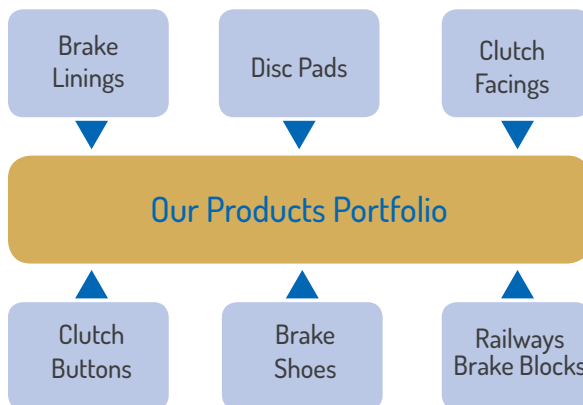 Brake
Linings
Disc Pads
Clutch
Facings
Our Products Portfolio
Clutch
Buttons
Brake
Shoes
Railways
Brake Blocks